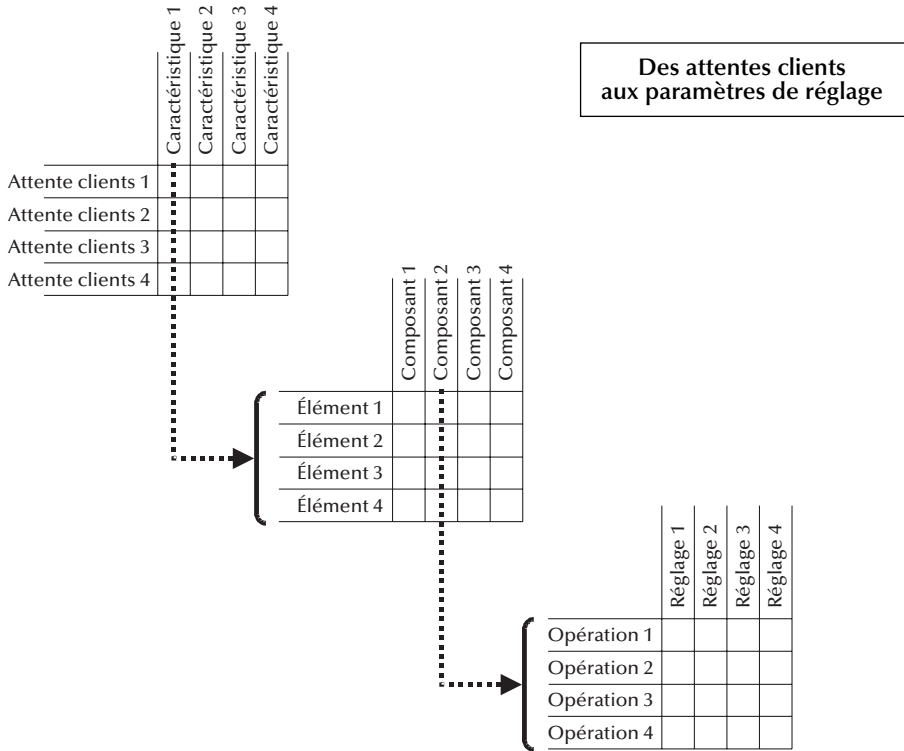 Caractéristique 1
Caractéristique 2
Caractéristique 3
Caractéristique 4
Des attentes clients
aux paramètres de réglage
Attente clients 1
Attente clients 2
Attente clients 3
Attente clients 4
Composant 1
Composant 2
Composant 3
Composant 4
Élément 1
Élément 2
Élément 3
Élément 4
Réglage 1
Réglage 2
Réglage 3
Réglage 4
Opération 1
Opération 2
Opération 3
Opération 4